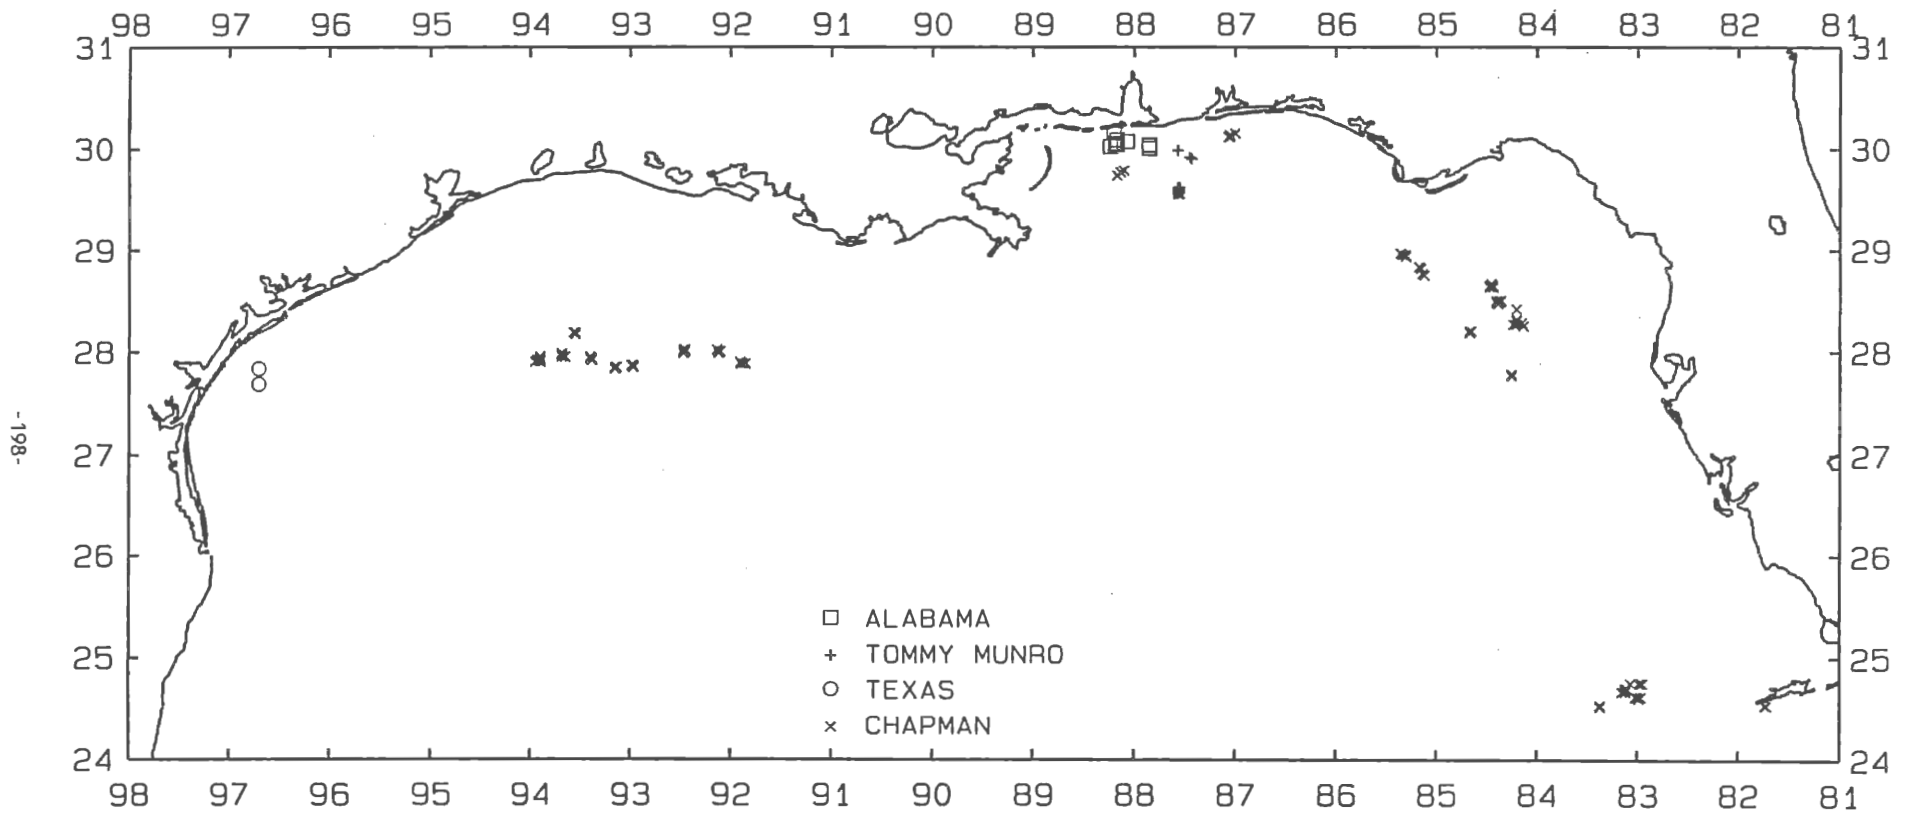 98 97 96 95 94 93 92 91 90 89 88 87 86 85 84 83 82 81
31 31
30 30
29 29
28 28
27 27
26 26
25 25
24 24
□ ALABAMA
+ TOMMY MUNRO
○ TEXAS
× CHAPMAN
98 97 96 95 94 93 92 91 90 89 88 87 86 85 84 83 82 81
-198-